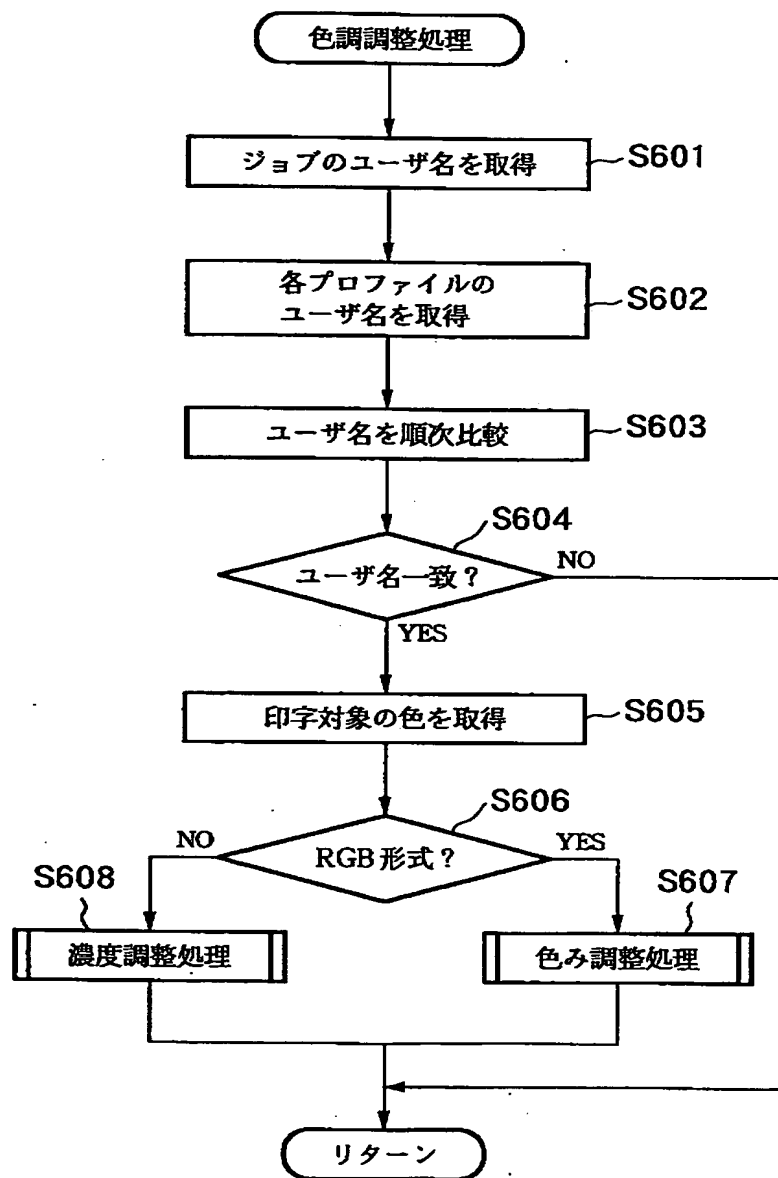 色調調整処理
ジョブのユーザ名を取得
S601
各プロファイルの
ユーザ名を取得
S602
ユーザ名を順次比較
S603
S604
ユーザ名一致？
NO
YES
印字対象の色を取得
S605
S606
NO
RGB 形式？
YES
S608
S607
濃度調整処理
色み調整処理
リターン